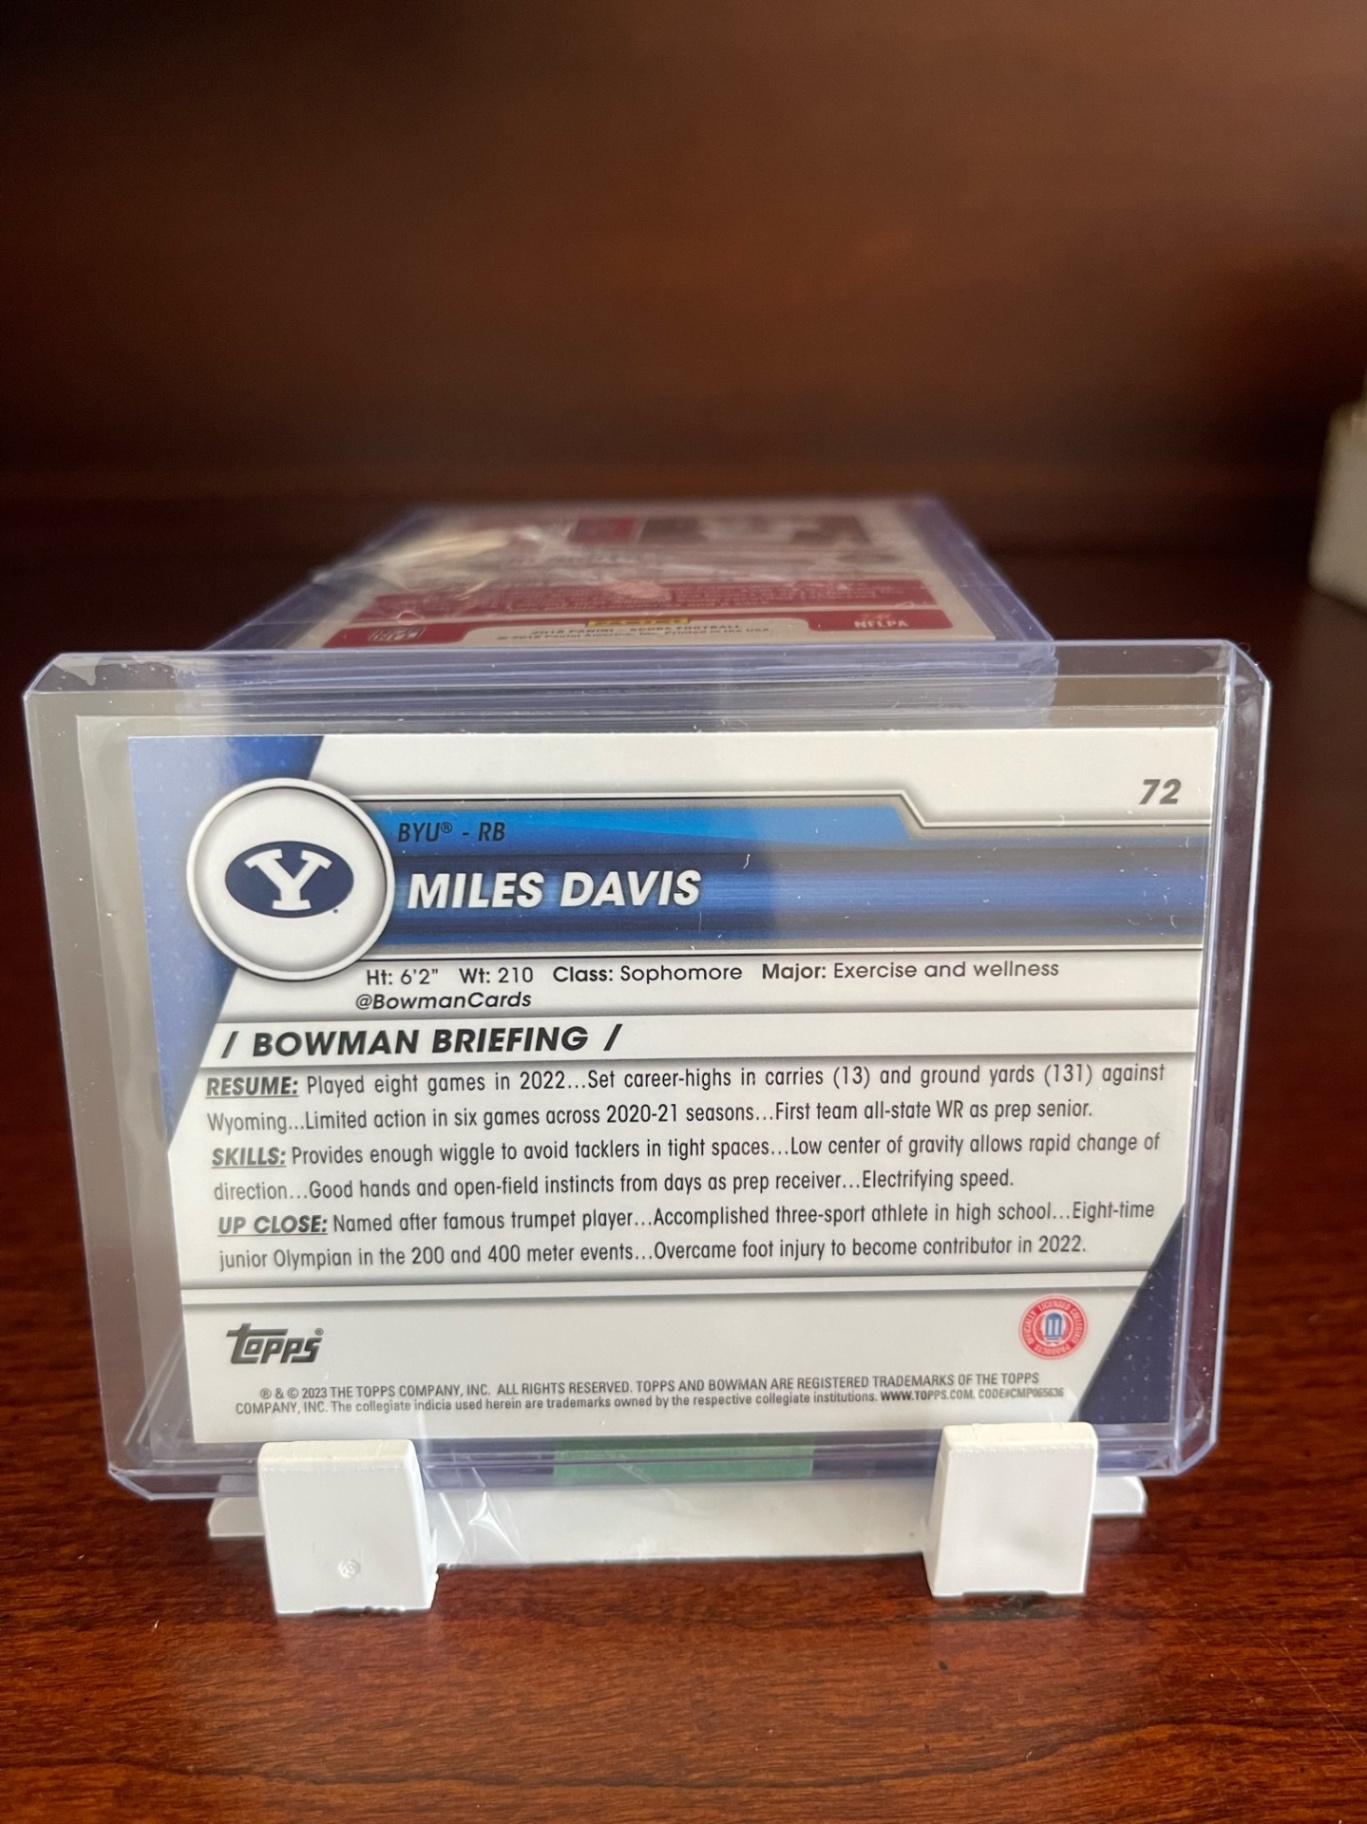 NFLPA
72
Y
BYU® - RB
MILES DAVIS
Ht: 6'2" Wt: 210 Class: Sophomore Major: Exercise and wellness
@BowmanCards
/ BOWMAN BRIEFING /
RESUME: Played eight games in 2022...Set career-highs in carries (13) and ground yards (131) against
Wyoming...Limited action in six games across 2020-21 seasons...First team all-state WR as prep senior.
SKILLS: Provides enough wiggle to avoid tacklers in tight spaces...Low center of gravity allows rapid change of
direction...Good hands and open-field instincts from days as prep receiver...Electrifying speed.
UP CLOSE: Named after famous trumpet player...Accomplished three-sport athlete in high school...Eight-time
junior Olympian in the 200 and 400 meter events...Overcame foot injury to become contributor in 2022.
Topps®
OFFICIALLY LICENSED COLLEGIATE PRODUCTS
® & © 2023 THE TOPPS COMPANY, INC. ALL RIGHTS RESERVED. TOPPS AND BOWMAN ARE REGISTERED TRADEMARKS OF THE TOPPS
COMPANY, INC. The collegiate indicia used herein are trademarks owned by the respective collegiate institutions. WWW.TOPPS.COM. CODE#CMP065636